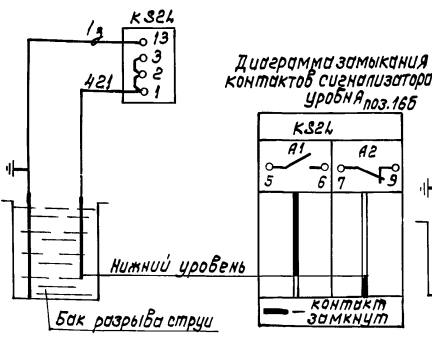 KS2L
1з
13
3
2
1
421
Диаграмма замыкания
контактов сигнализатора
уровня поз.16б
KS2L
A1
A2
5
6
7
9
Нижний уровень
Бак разрыва струи
— контакт
замкнут